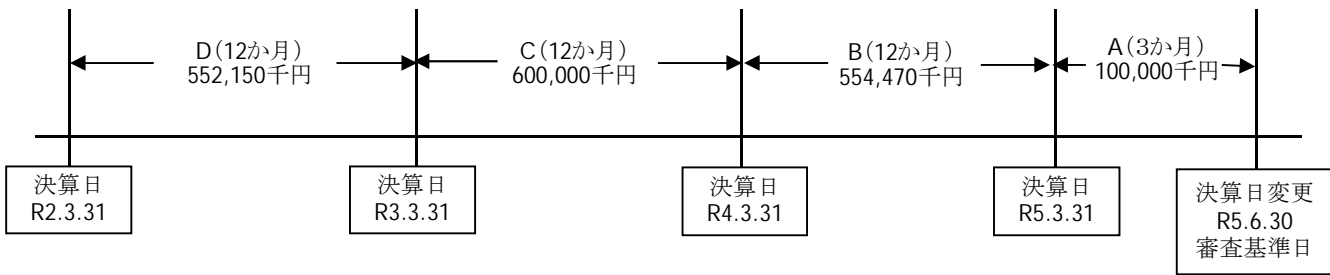 D(12か月)
552,150千円
C(12か月)
600,000千円
B(12か月)
554,470千円
A(3か月)
100,000千円
決算日
R2.3.31
決算日
R3.3.31
決算日
R4.3.31
決算日
R5.3.31
決算日変更
R5.6.30
審査基準日